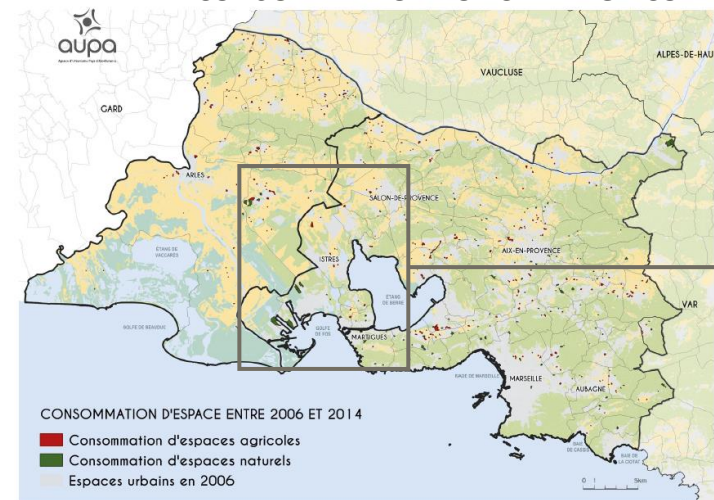 aupa
GARD
VAUCLUSE
ALPES-DE-HAU
ARLES
SALON-DE-PROVENCE
ÉTANG DE
VACCARÈS
ISTRES
AIX-EN-PROVENCE
ÉTANG
DE BERRE
VAR
GOLFE DE BEAUDUC
GOLFE
DE FOS
MARTIGUES
RADE DE MARSEILLE
MARSEILLE
AUBAGNE
BAIE
DE CASSIS
BAIE DE
LA CIOTAT
CONSOMMATION D'ESPACE ENTRE 2006 ET 2014
Consommation d'espaces agricoles
Consommation d'espaces naturels
Espaces urbains en 2006
0 1 5km